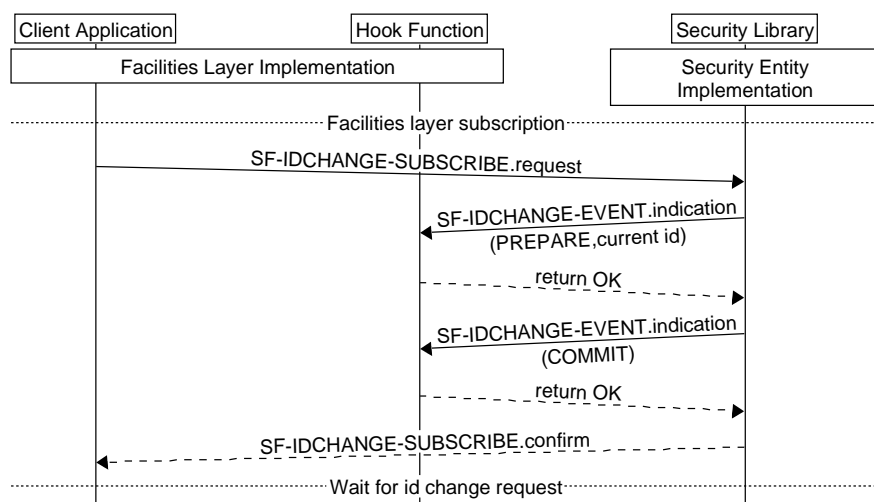 Client Application
Hook Function
Security Library
Facilities Layer Implementation
Security Entity
Implementation
Facilities layer subscription
SF-IDCHANGE-SUBSCRIBE.request
SF-IDCHANGE-EVENT.indication
(PREPARE,current id)
return OK
SF-IDCHANGE-EVENT.indication
(COMMIT)
return OK
SF-IDCHANGE-SUBSCRIBE.confirm
Wait for id change request